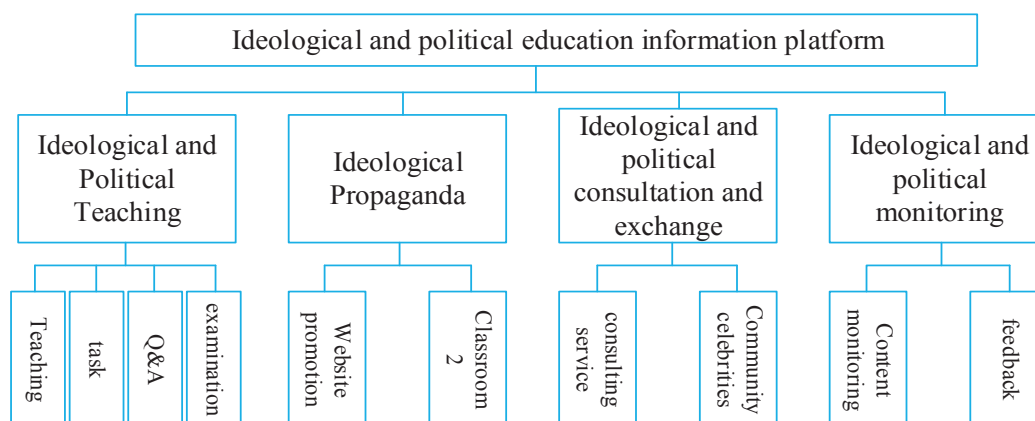 Ideological and political education information platform
Ideological and
Political
Teaching
Ideological
Propaganda
Ideological and
political
consultation and
exchange
Ideological and
political
monitoring
Teaching
task
Q&A
examination
Website
promotion
Classroom
2
consulting
service
Community
celebrities
Content
monitoring
feedback